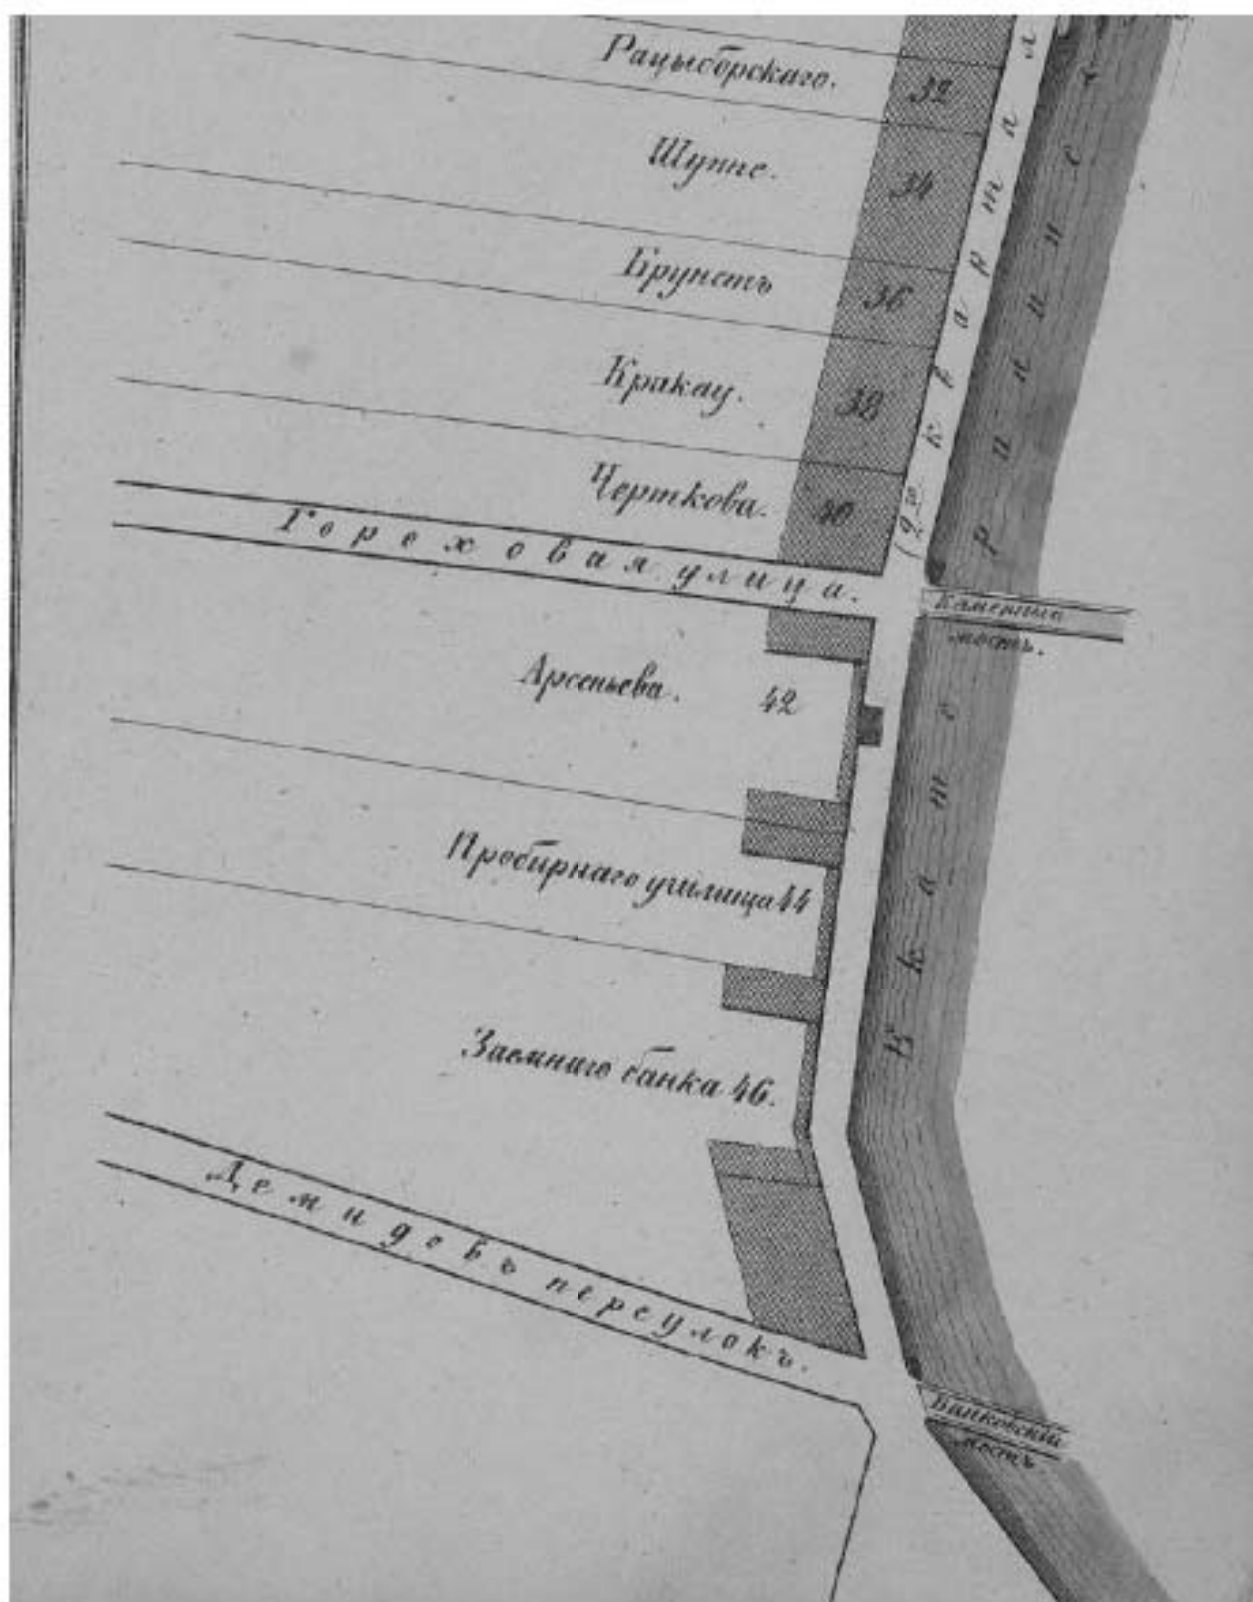 Рацыборскаго.
32
Шуппе.
34
Брунстъ
36
Кракау.
38
Черткова.
40
Гороховая улица.
Каменный
мостъ.
Арсеньева.
42
Пробирнаго училища 44
Заемнаго банка 46.
Демидовъ переулокъ.
Банковскій
мостъ.